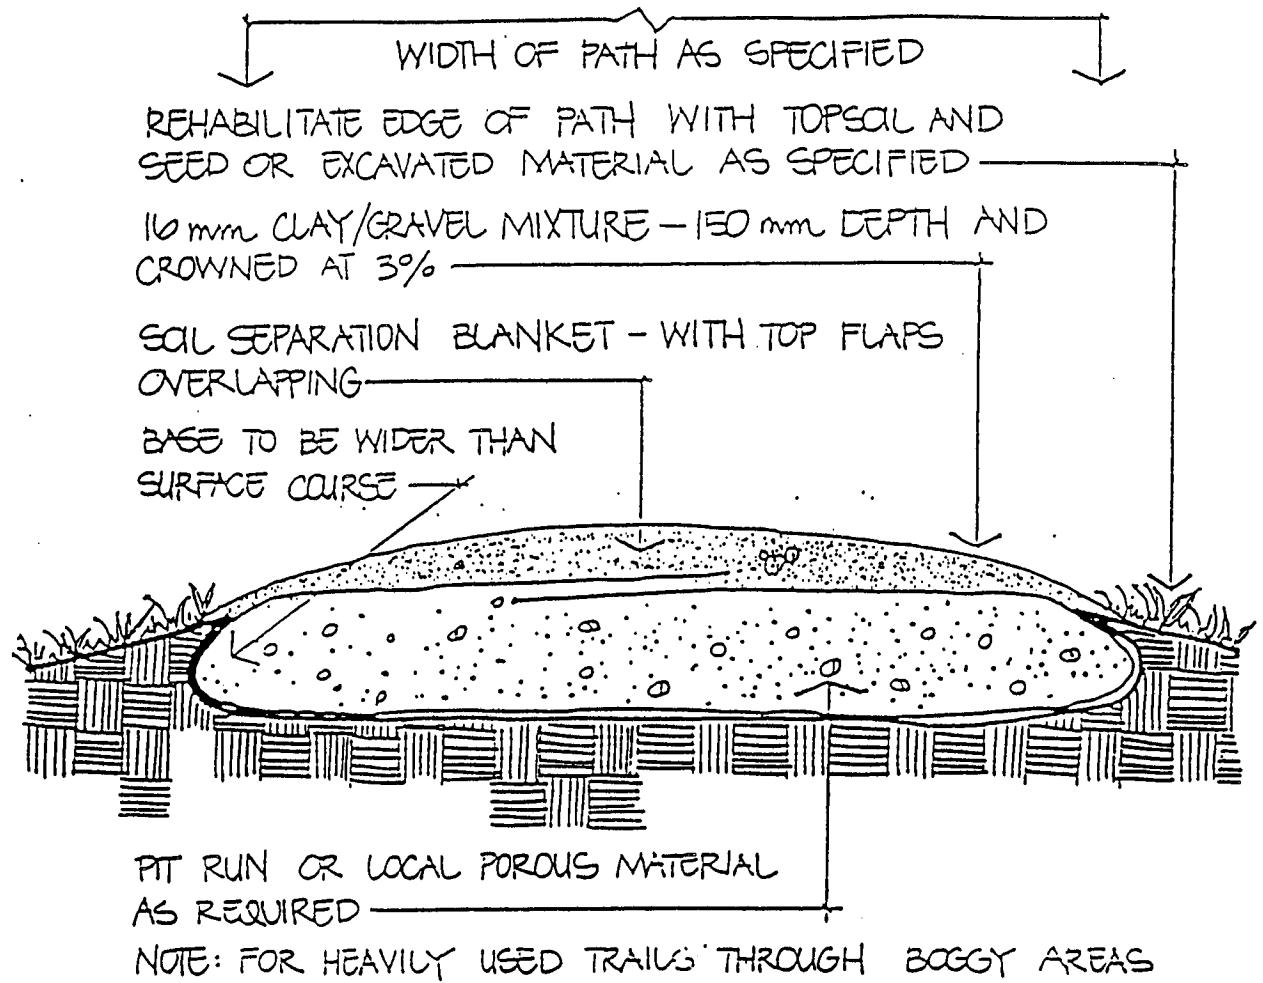 WIDTH OF PATH AS SPECIFIED
REHABILITATE EDGE OF PATH WITH TOPSOIL AND
SEED OR EXCAVATED MATERIAL AS SPECIFIED
16 mm CLAY/GRAVEL MIXTURE - 150 mm DEPTH AND
CROWNED AT 3%
SOIL SEPARATION BLANKET - WITH TOP FLAPS
OVERLAPPING
BASE TO BE WIDER THAN
SURFACE COURSE
PIT RUN OR LOCAL POROUS MATERIAL
AS REQUIRED
NOTE: FOR HEAVILY USED TRAILS THROUGH BOGGY AREAS